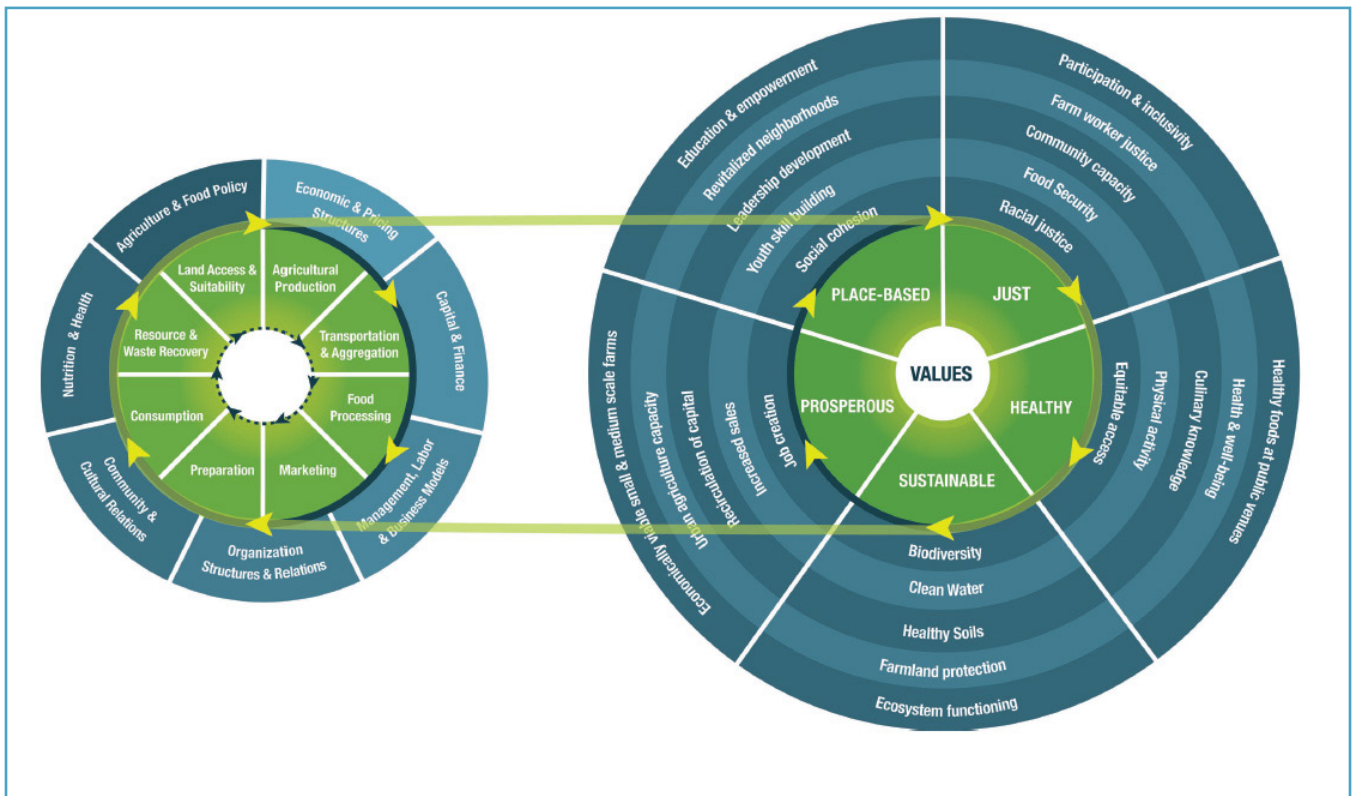 Agriculture & Food Policy
Economic & Pricing
Structures
Capital & Finance
Management, Labor
& Business Models
Organization
Structures & Relations
Community &
Cultural Relations
Nutrition & Health
Land Access &
Suitability
Agricultural
Production
Transportation
& Aggregation
Food
Processing
Marketing
Preparation
Consumption
Resource &
Waste Recovery
VALUES
PLACE-BASED
Education & empowerment
Revitalized neighborhoods
Leadership development
Youth skill building
Social cohesion
JUST
Participation & inclusivity
Farm worker justice
Community capacity
Food Security
Racial justice
HEALTHY
Equitable access
Physical activity
Culinary knowledge
Health & well-being
Healthy foods at public venues
SUSTAINABLE
Biodiversity
Clean Water
Healthy Soils
Farmland protection
Ecosystem functioning
PROSPEROUS
Job creation
Increased sales
Recirculation of capital
Urban agriculture capacity
Economically viable small & medium scale farms